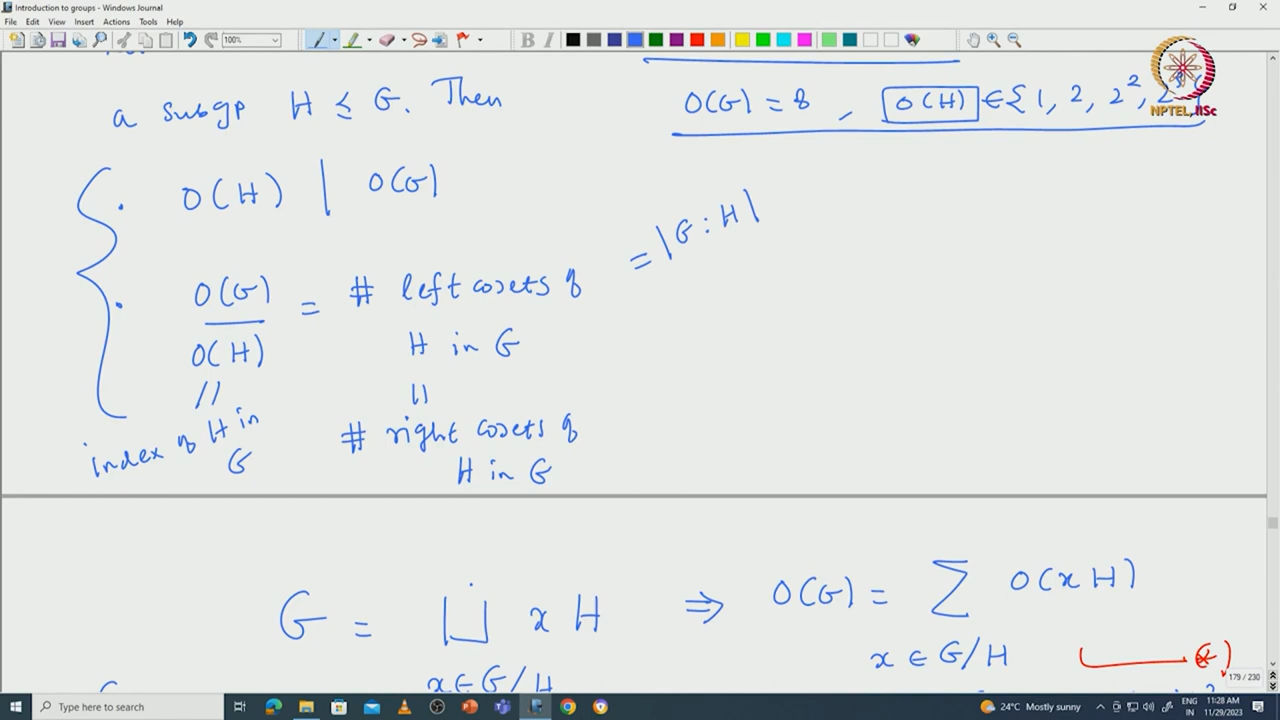 Introduction to groups - Windows Journal
File Edit View Insert Actions Tools Help
100%
B I
NPTEL, IISc
a subgp H ≤ G. Then
O(G) = 8 , O(H) ∈ {1, 2, 2², 2³}
. O(H) | O(G)
. O(G)
O(H)
= # left cosets of
H in G
= |G : H|
//
index of H in
G
||
# right cosets of
H in G
G = ⨆ x H
x ∈ G/H
⇒ O(G) = ∑ O(xH)
x ∈ G/H
(*)
179 / 230
Type here to search
24°C Mostly sunny
ENG
IN
11:28 AM
11/29/2023